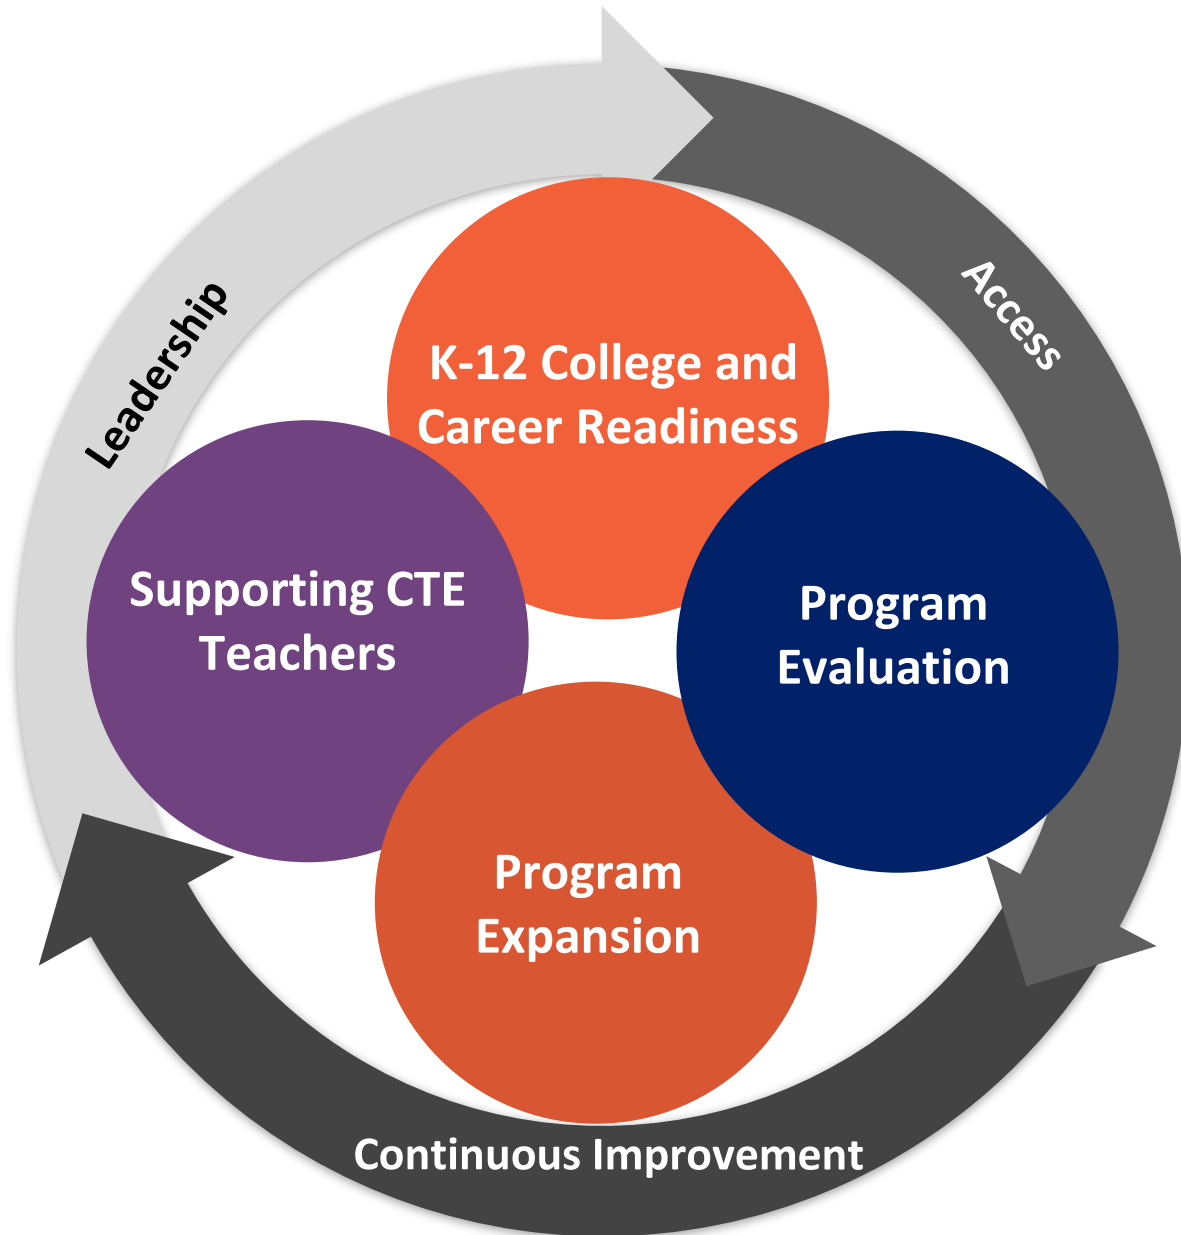 Leadership
Access
K-12 College and
Career Readiness
Supporting CTE
Teachers
Program
Evaluation
Program
Expansion
Continuous Improvement